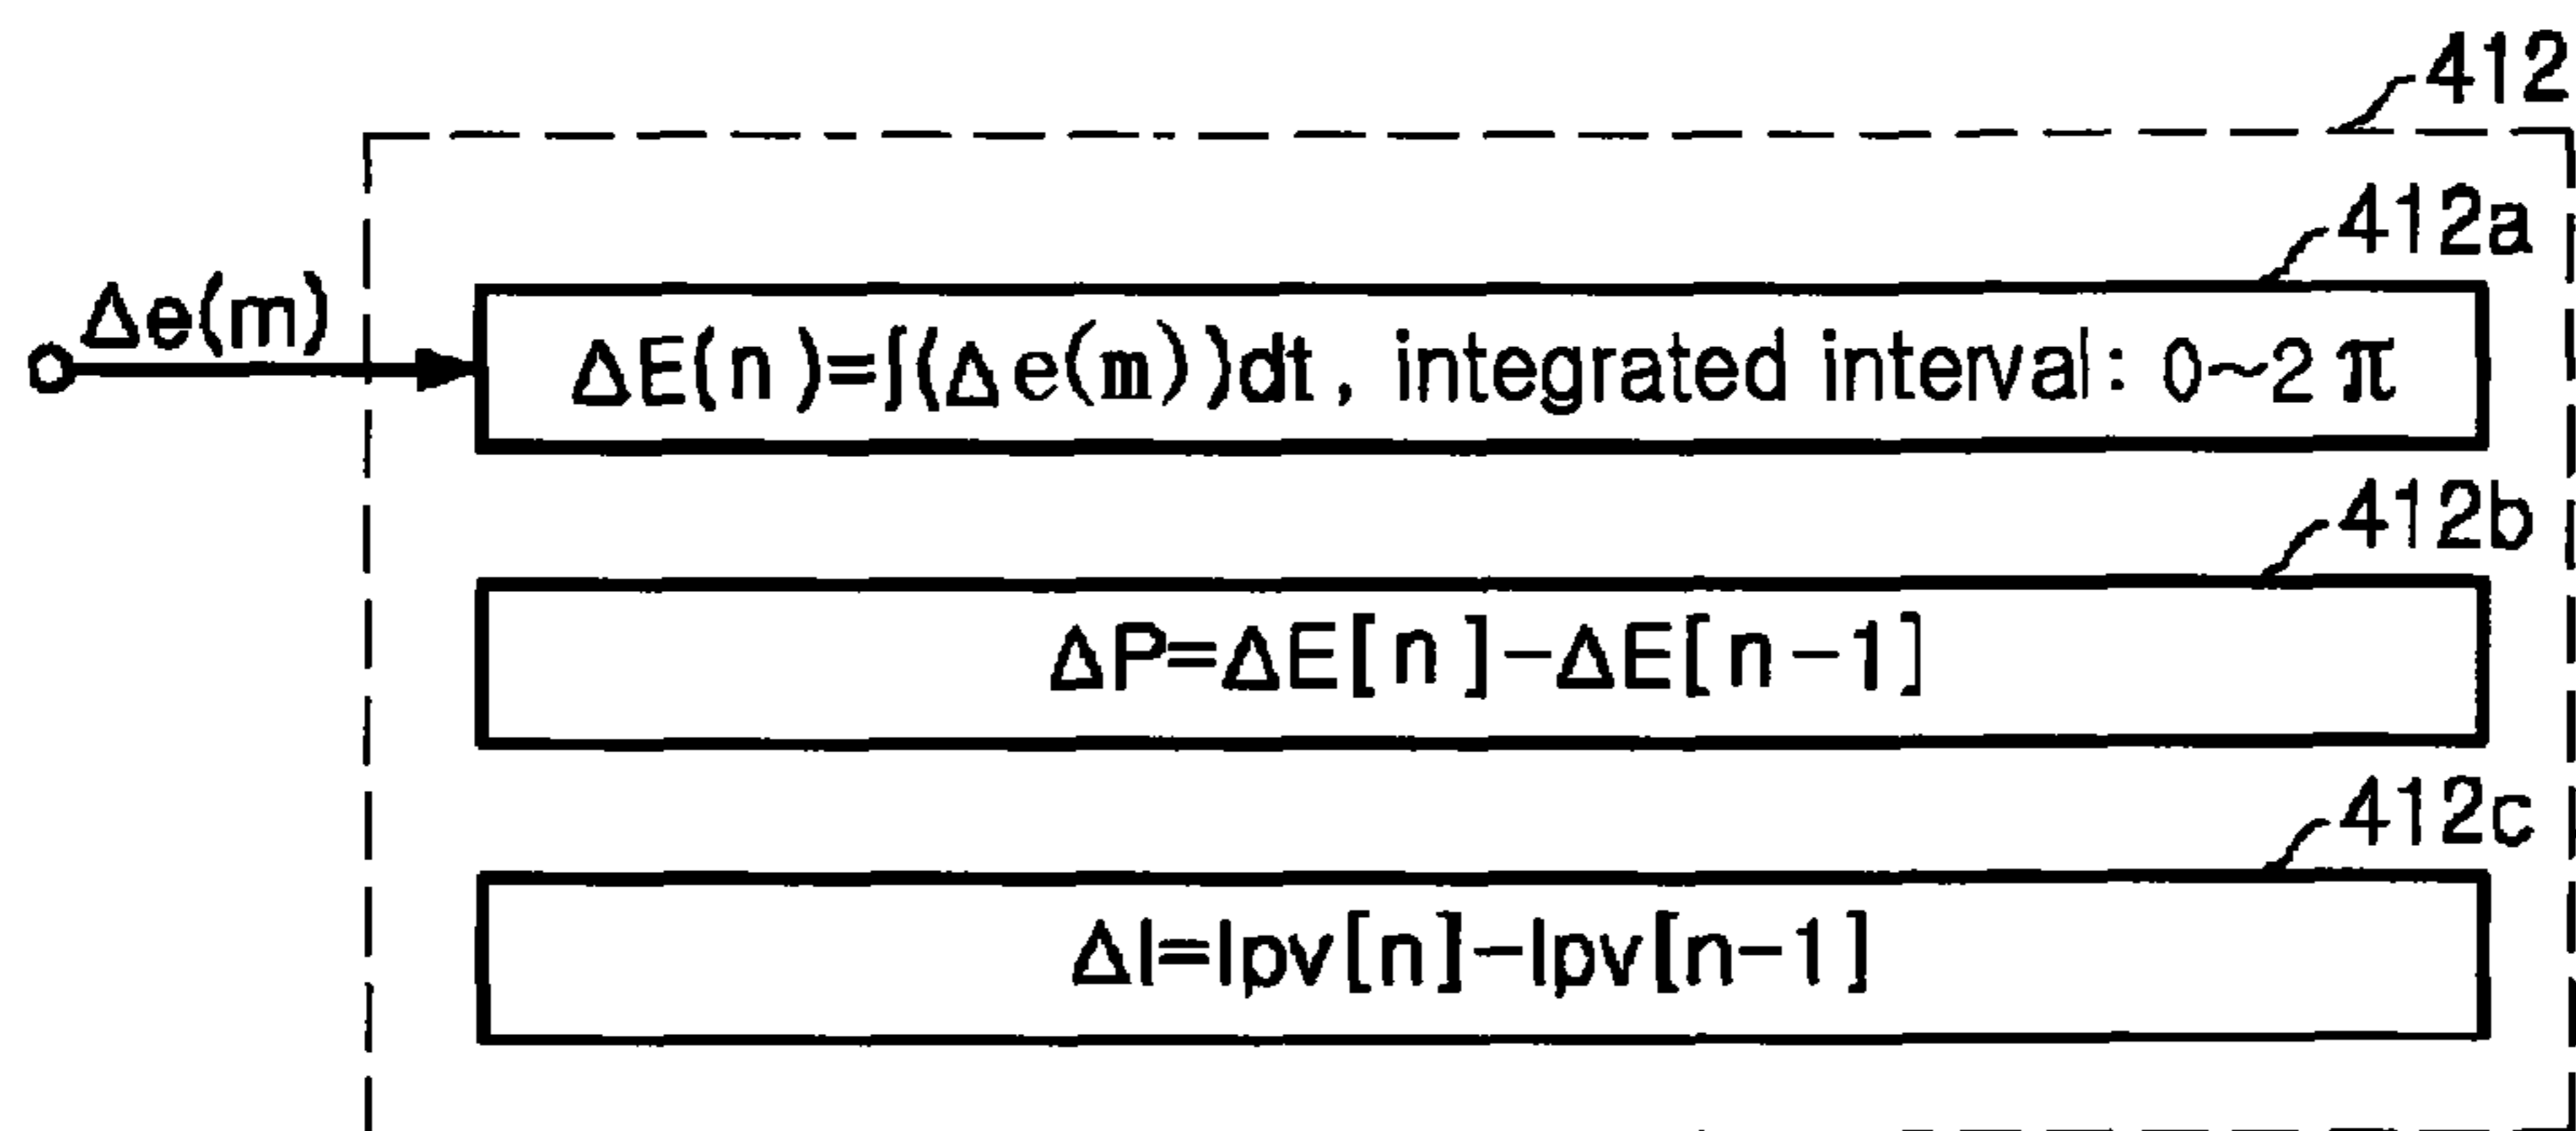 412
412a
Δe(m)
ΔE(n)=∫(Δe(m))dt, integrated interval: 0~2π
412b
ΔP=ΔE[n]-ΔE[n-1]
412c
ΔI=Ipv[n]-Ipv[n-1]